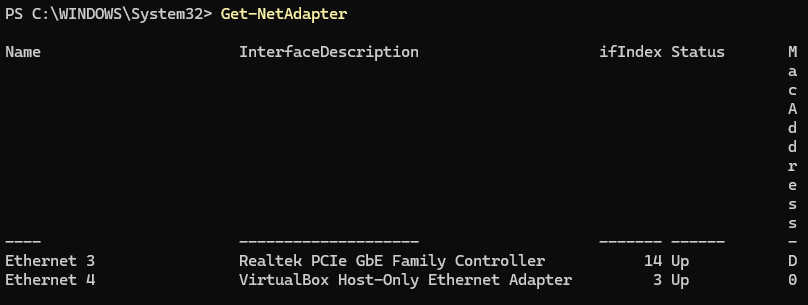 PS C:\WINDOWS\System32> Get-NetAdapter
Name InterfaceDescription ifIndex Status M
a
c
A
d
d
r
e
s
s
---- -------------------- ------- ------ -
Ethernet 3 Realtek PCIe GbE Family Controller 14 Up D
Ethernet 4 VirtualBox Host-Only Ethernet Adapter 3 Up 0